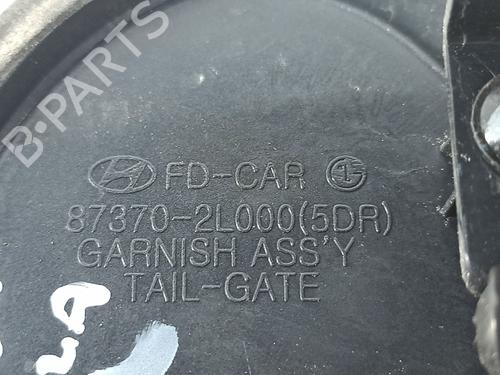 B-PARTS
FD-CAR
87370-2L000(5DR)
GARNISH ASS'Y
TAIL-GATE